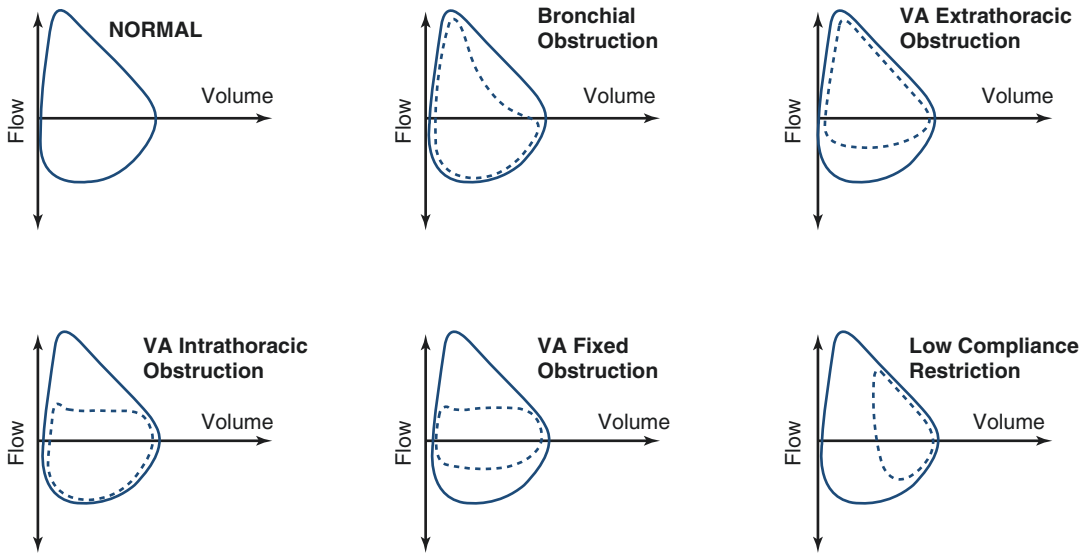 NORMAL
Volume
Flow
Bronchial
Obstruction
Volume
Flow
VA Extrathoracic
Obstruction
Volume
Flow
VA Intrathoracic
Obstruction
Volume
Flow
VA Fixed
Obstruction
Volume
Flow
Low Compliance
Restriction
Volume
Flow